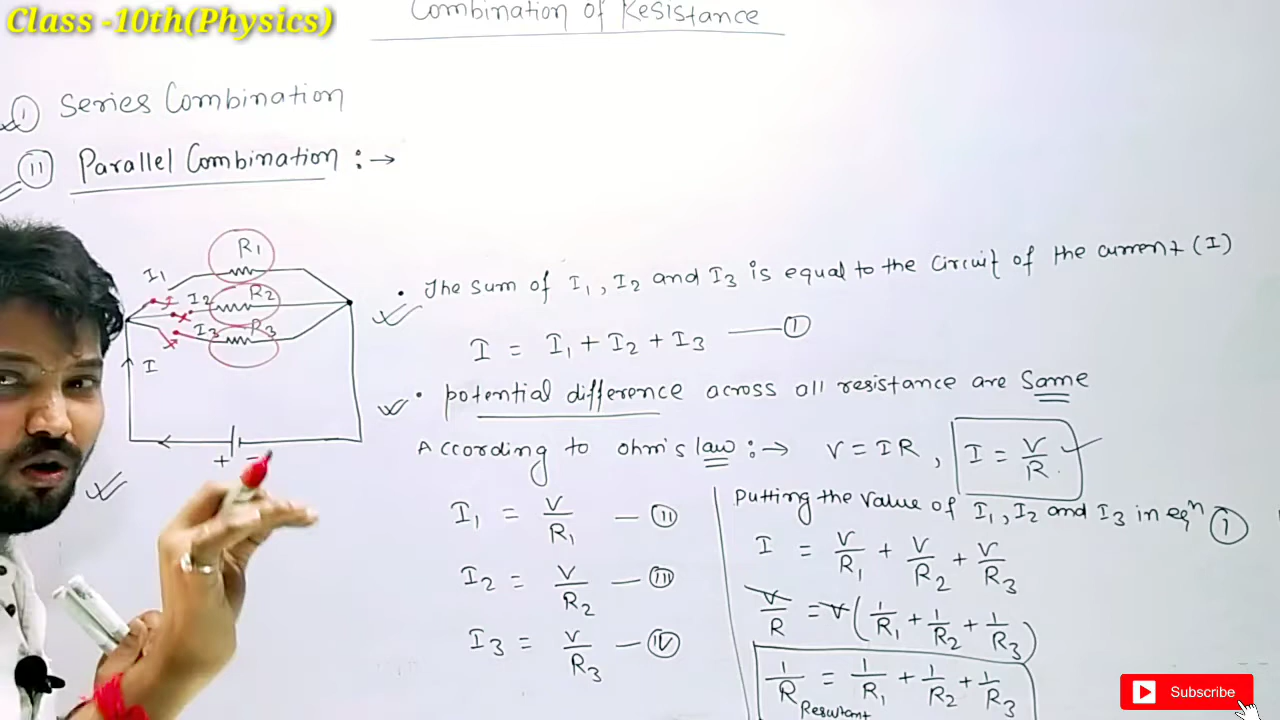 Class -10th(Physics)
Combination of Resistance
I Series Combination
II Parallel Combination :→
R1
I1
I2 R2
I3 R3
I
+ −
• The sum of I1, I2 and I3 is equal to the circuit of the current (I)
I = I1 + I2 + I3 — I
• potential difference across all resistance are Same
According to ohm's law :→ V = IR , I = V/R
I1 = V/R1 — II
I2 = V/R2 — III
I3 = V/R3 — IV
Putting the value of I1, I2 and I3 in eqn I
I = V/R1 + V/R2 + V/R3
V/R = V(1/R1 + 1/R2 + 1/R3)
1/R Resultant = 1/R1 + 1/R2 + 1/R3
Subscribe